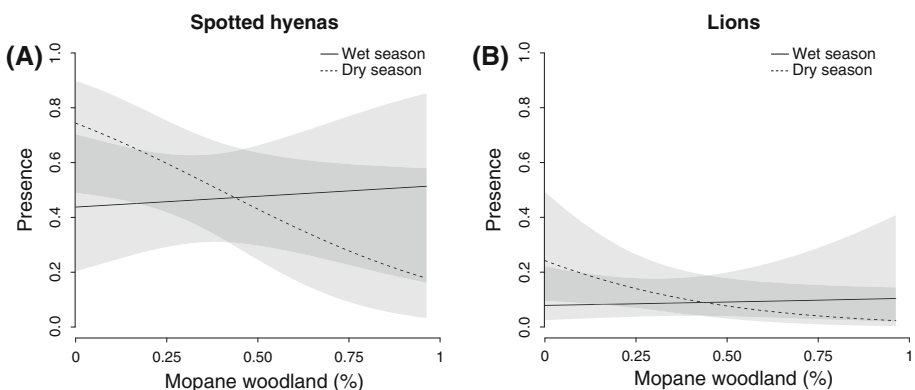 Spotted hyenas
(A)
Wet season
Dry season
Presence
1.0
0.8
0.6
0.4
0.2
0.0
0
0.25
0.50
0.75
1
Mopane woodland (%)
Lions
(B)
Wet season
Dry season
Presence
1.0
0.8
0.6
0.4
0.2
0.0
0
0.25
0.50
0.75
1
Mopane woodland (%)